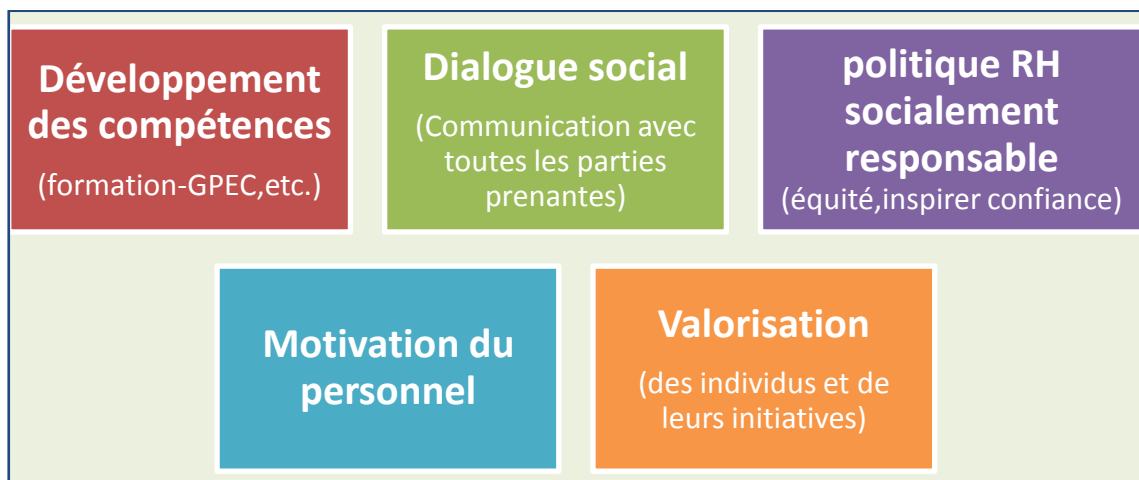 Développement
des compétences
(formation-GPEC,etc.)
Dialogue social
(Communication avec
toutes les parties
prenantes)
politique RH
socialement
responsable
(équité,inspirer confiance)
Motivation du
personnel
Valorisation
(des individus et de
leurs initiatives)